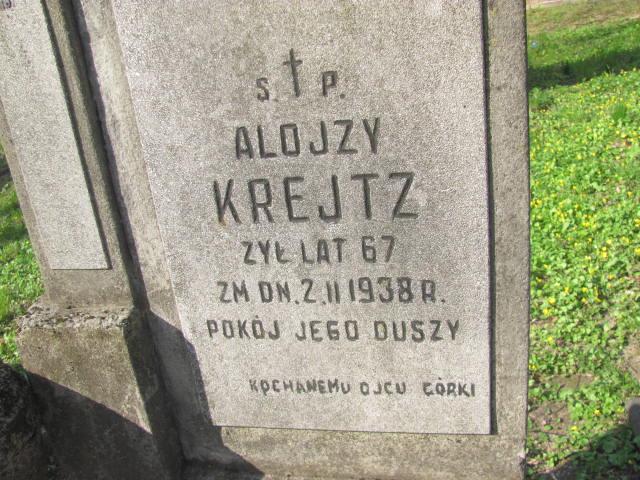 S. † P.
ALOJZY
KREJTZ
ŻYŁ LAT 67
ZM DN. 2.II 1938 R.
POKÓJ JEGO DUSZY
KOCHANEMU OJCU CÓRKI